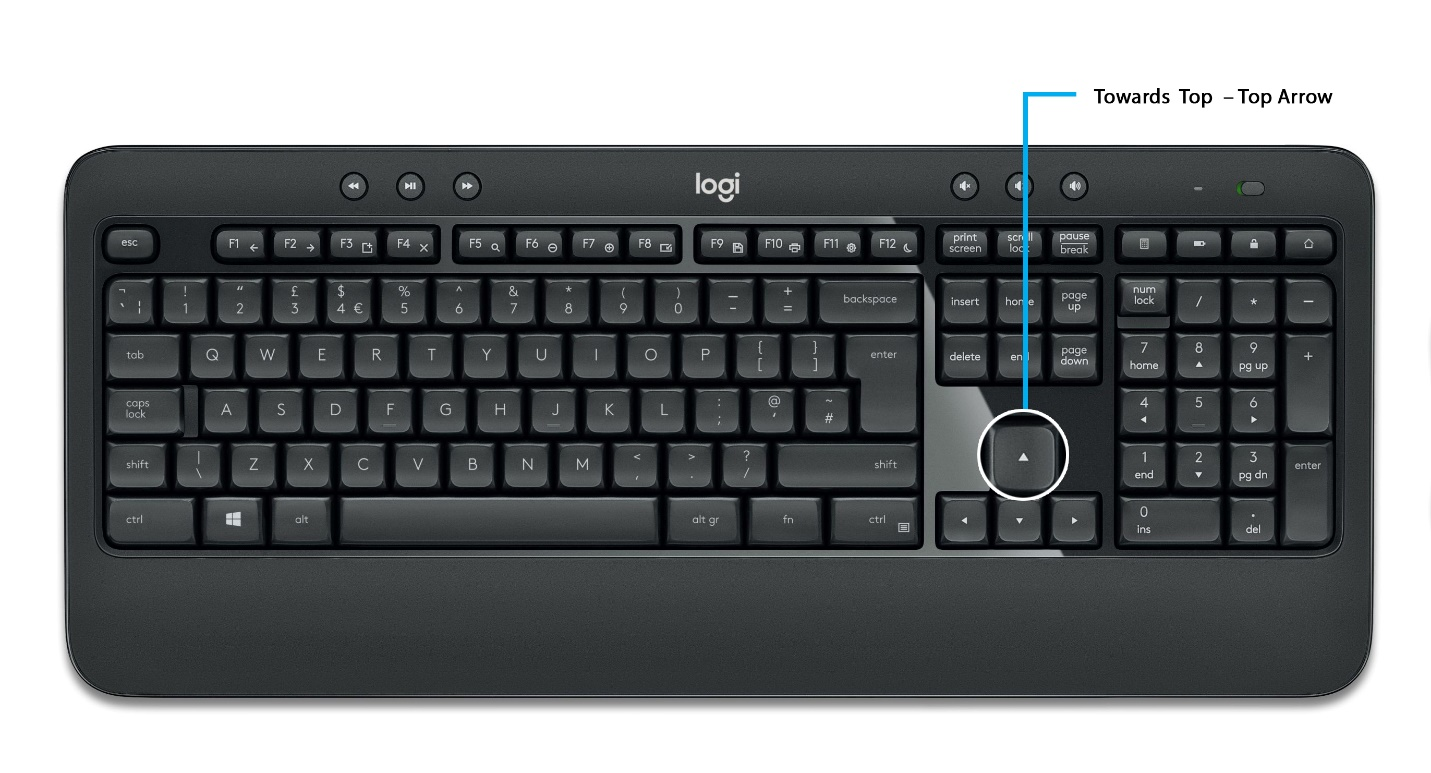 Towards Top – Top Arrow
logi
esc F1 F2 F3 F4 F5 F6 F7 F8 F9 F10 F11 F12
print screen
scroll lock
pause break
¬ ` ¦
! 1
“ 2
£ 3
$ 4 €
% 5
^ 6
& 7
* 8
( 9
) 0
_ -
+ =
backspace
insert
home
page up
num lock
/
*
−
tab Q W E R T Y U I O P
{ [
} ]
enter
delete
end
page down
7 home
8
9 pg up
+
caps lock
A S D F G H J K L
: ;
@ '
~ #
4
5
6
shift
| \
Z X C V B N M
< ,
> .
? /
shift
1 end
2
3 pg dn
enter
ctrl alt alt gr fn ctrl
0 ins
. del